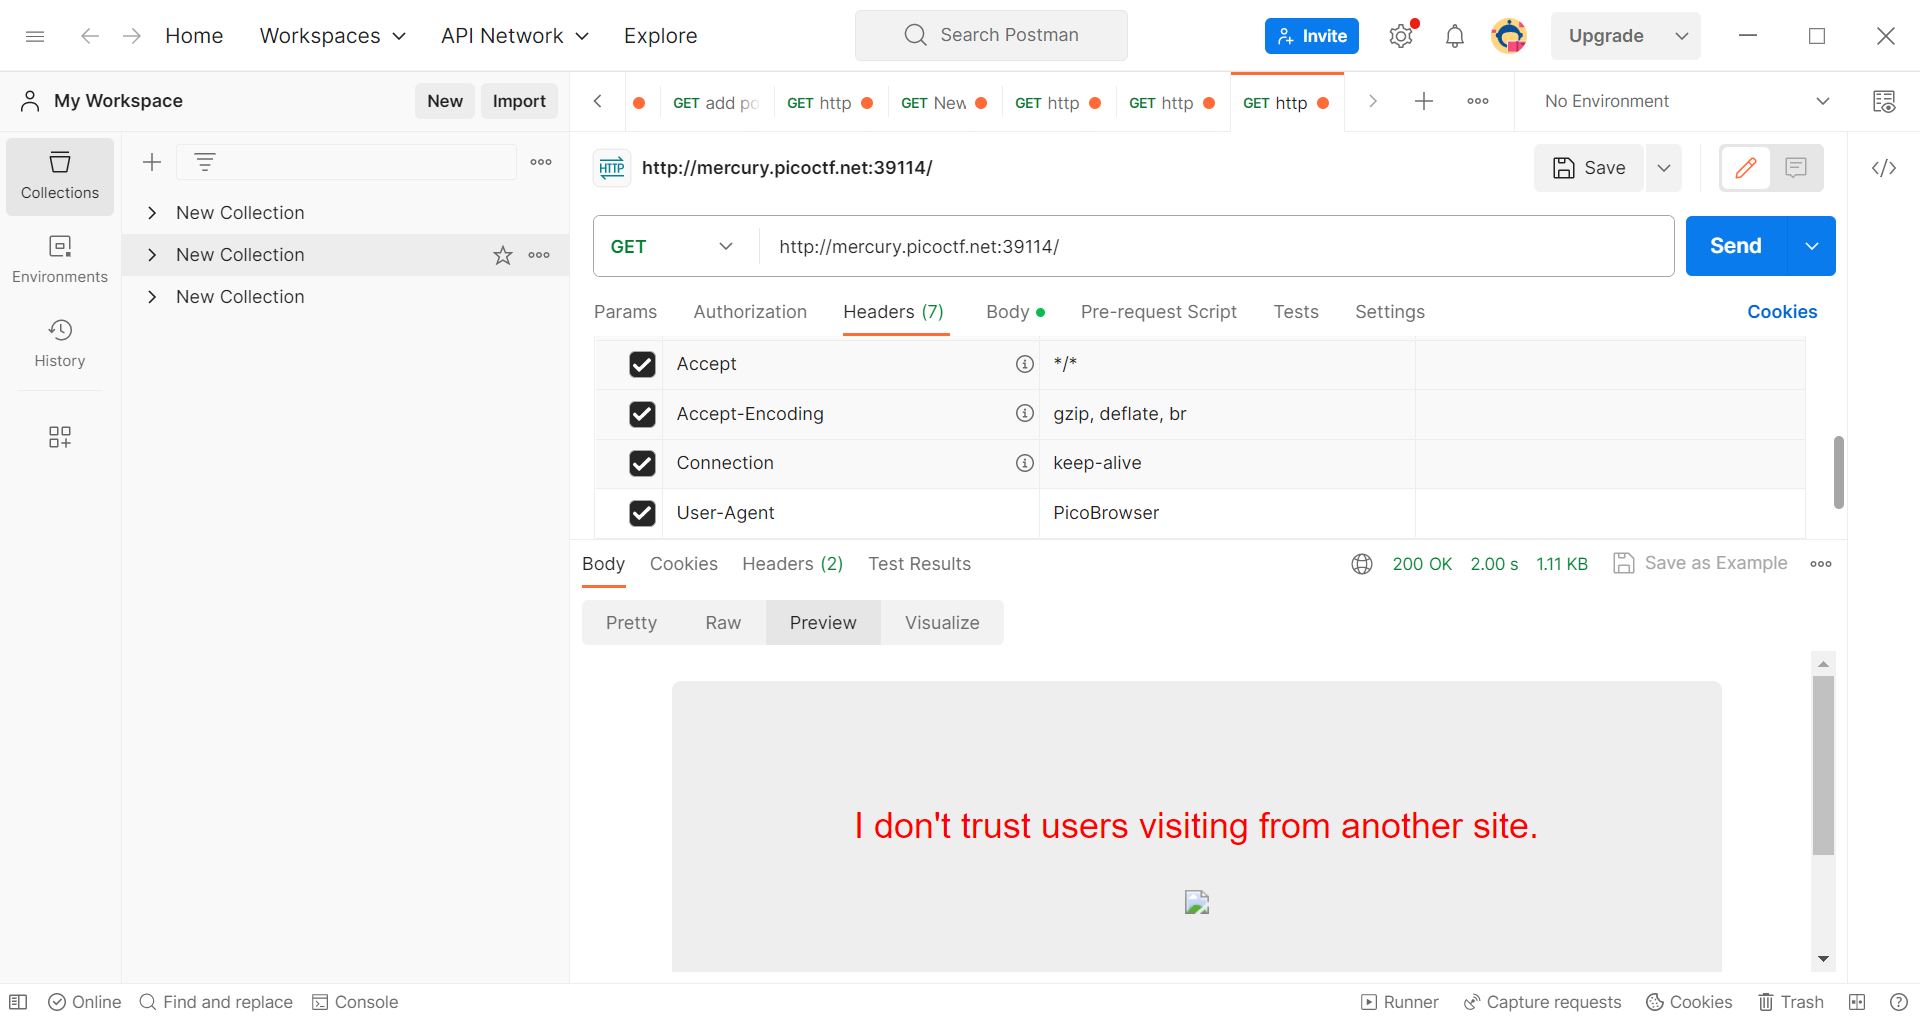 Home Workspaces API Network Explore Search Postman Invite Upgrade
My Workspace New Import GET add po GET http GET New GET http GET http GET http No Environment
Collections
Environments
History
New Collection
New Collection
New Collection
HTTP http://mercury.picoctf.net:39114/ Save
GET http://mercury.picoctf.net:39114/ Send
Params Authorization Headers (7) Body Pre-request Script Tests Settings Cookies
Accept */*
Accept-Encoding gzip, deflate, br
Connection keep-alive
User-Agent PicoBrowser
Body Cookies Headers (2) Test Results 200 OK 2.00 s 1.11 KB Save as Example
Pretty Raw Preview Visualize
I don't trust users visiting from another site.
Online Find and replace Console Runner Capture requests Cookies Trash